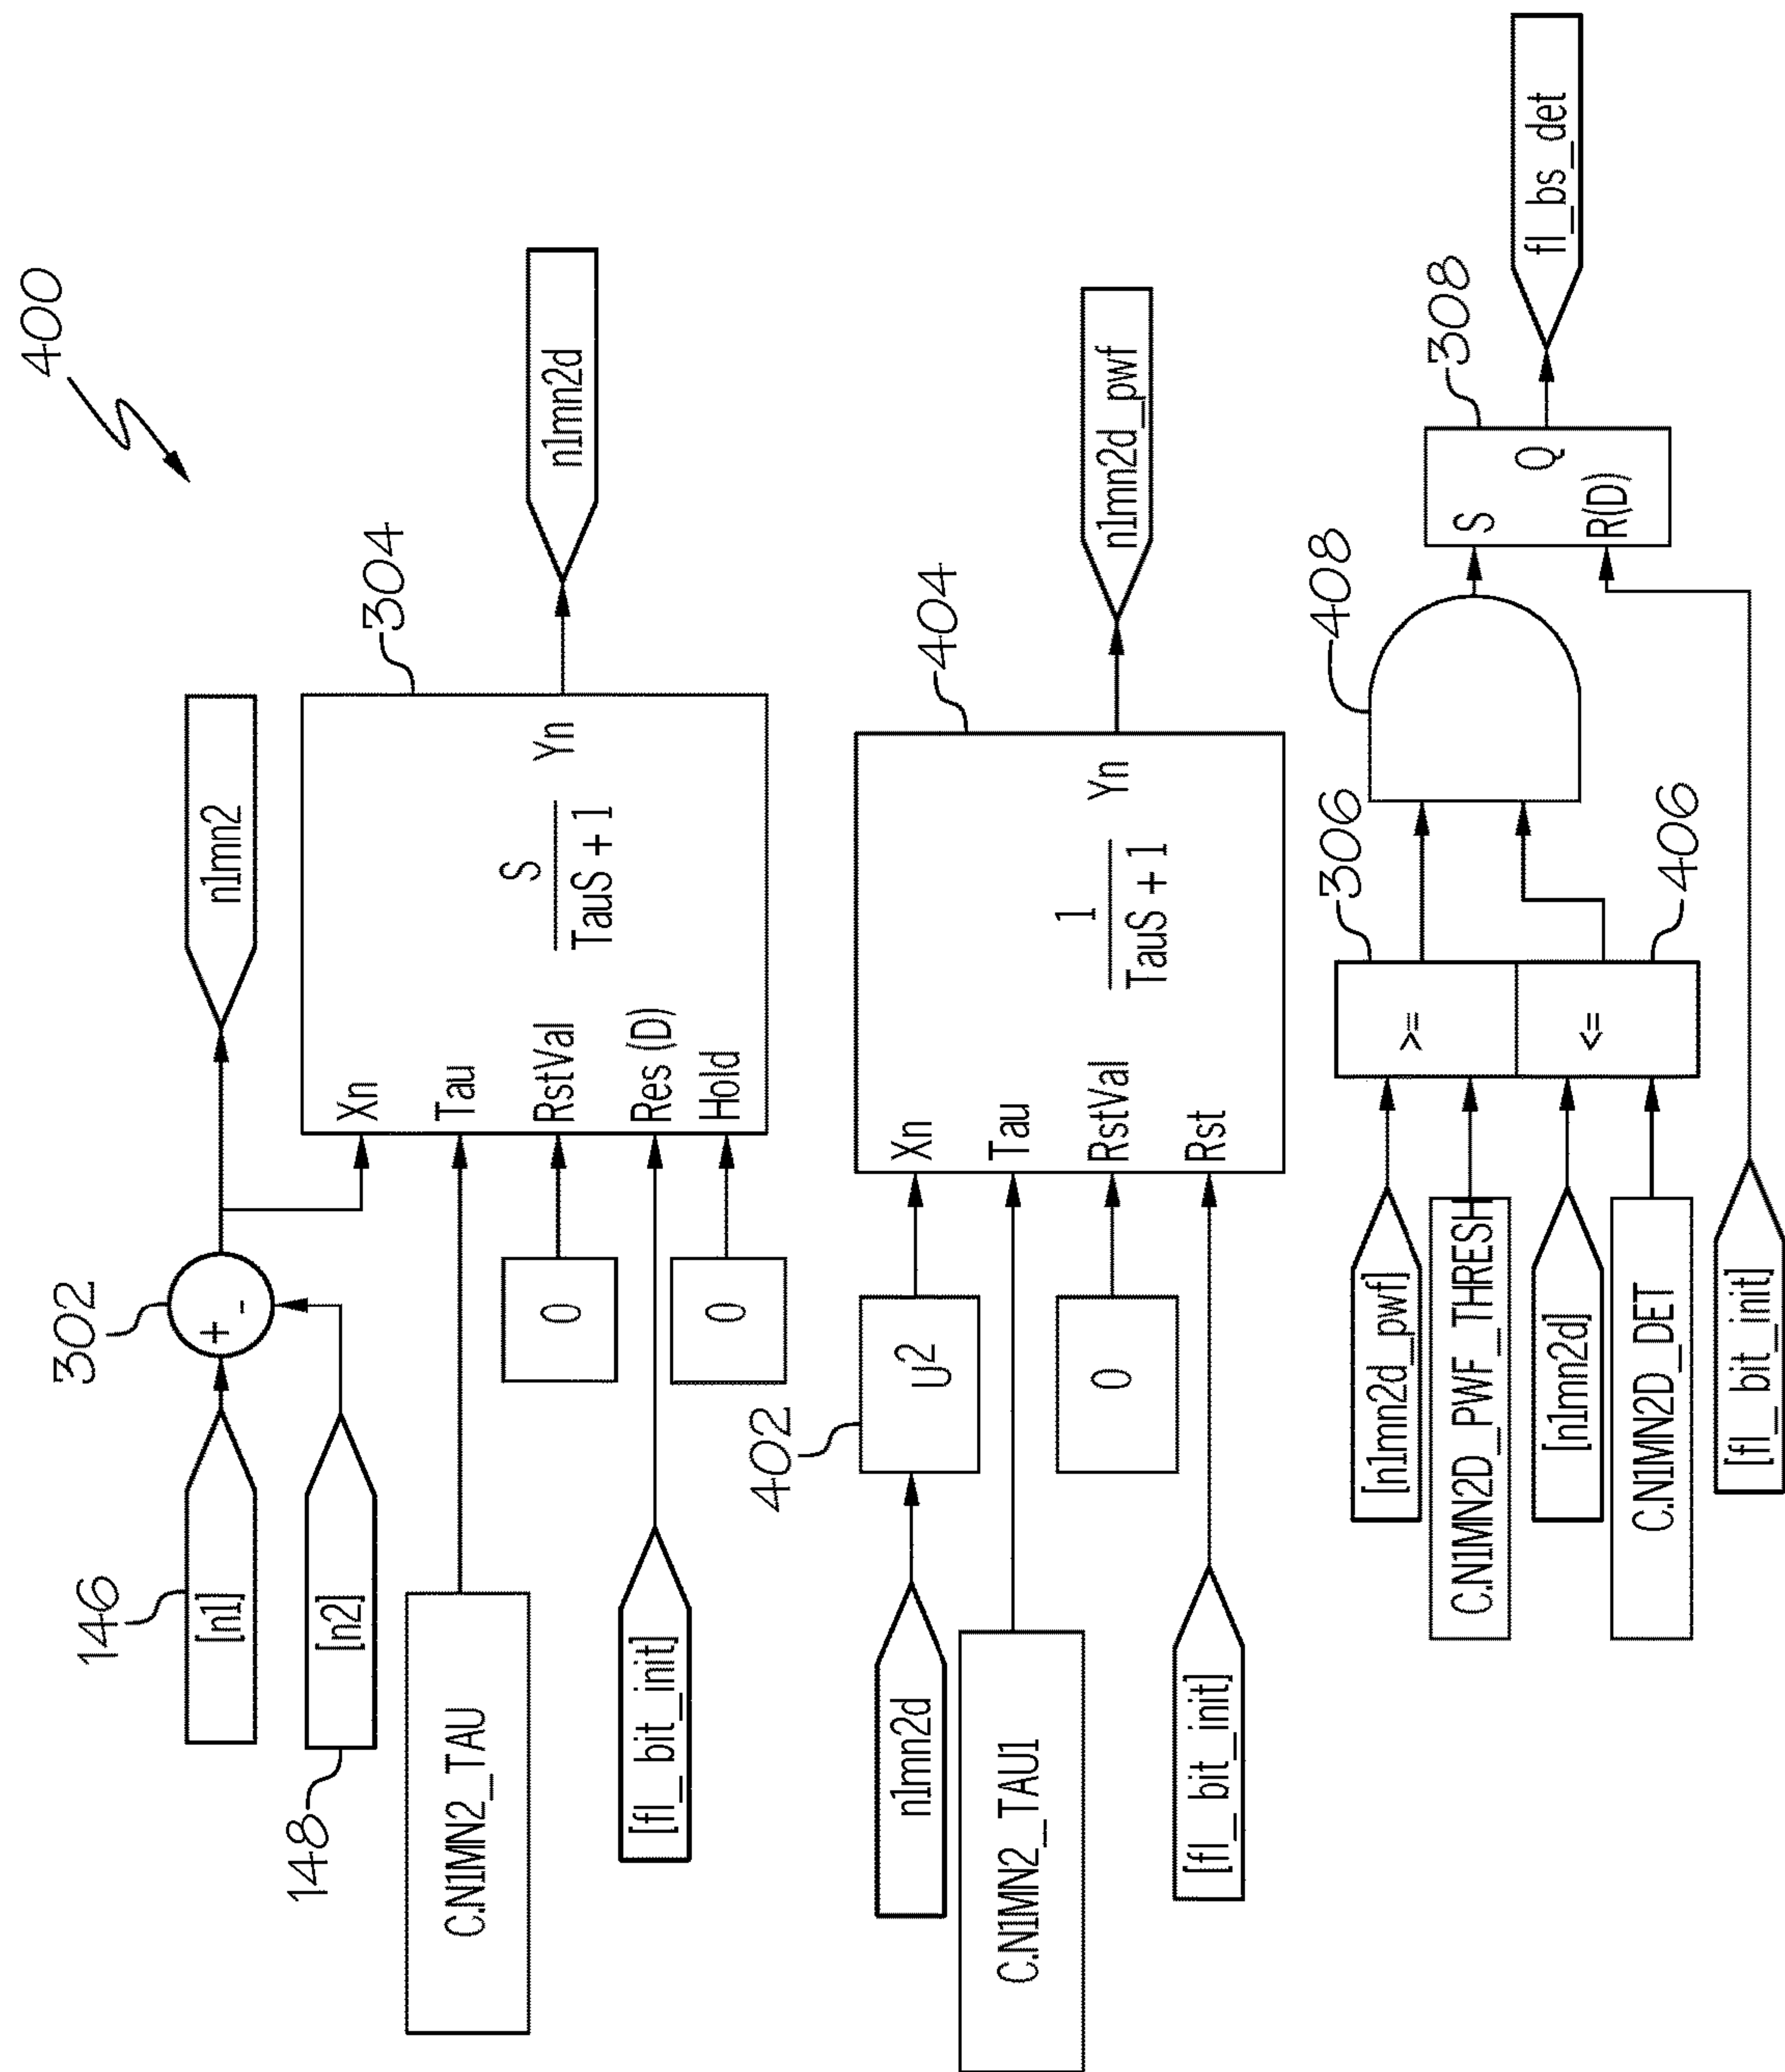 400
302
146
[n1]
+
-
n1mn2
148
[n2]
304
C.N1MN2_TAU
Xn
Tau
RstVal
Res (D)
Hold
S
TauS + 1
Yn
n1mn2d
0
[fl_bit_init]
0
402
404
n1mn2d
U²
C.N1MN2_TAU1
0
[fl_bit_init]
Xn
Tau
RstVal
Rst
1
TauS + 1
Yn
n1mn2d_pwf
306
408
308
[n1mn2d_pwf]
C.N1MN2D_PWF_THRESH
>=
[n1mn2d]
C.N1MN2D_DET
<=
406
[fl_bit_init]
S
Q
R(D)
fl_bs_det